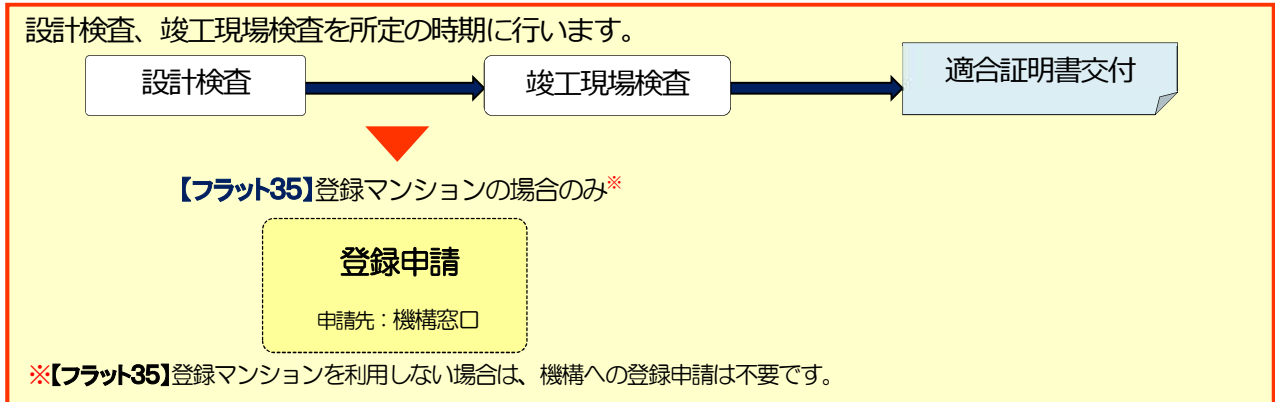 設計検査、竣工現場検査を所定の時期に行います。
設計検査
竣工現場検査
適合証明書交付
【フラット35】登録マンションの場合のみ※
登録申請
申請先：機構窓口
※【フラット35】登録マンションを利用しない場合は、機構への登録申請は不要です。